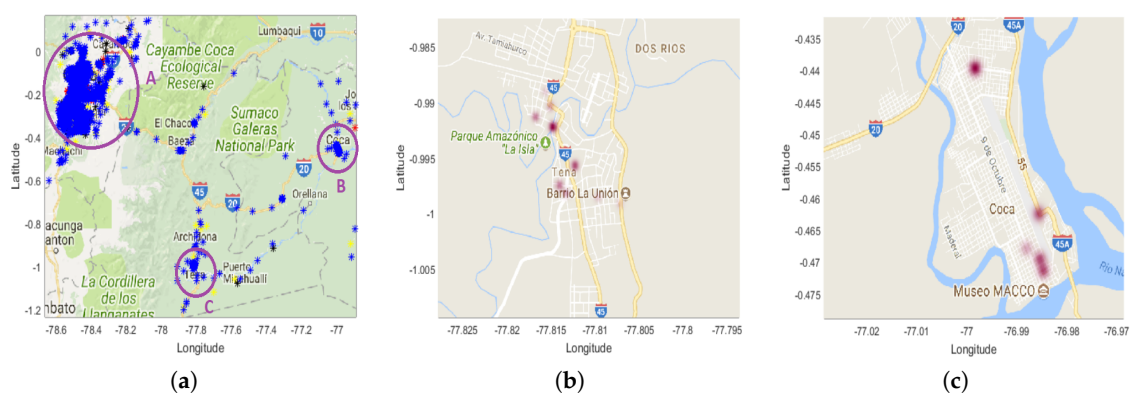 0
-0.2
-0.4
-0.6
-0.8
-1
-1.2
Latitude
-78.6 -78.4 -78.2 -78 -77.8 -77.6 -77.4 -77.2 -77
Longitude
Lumbaqui
10
Cayambe Coca
Ecological
Reserve
A
El Chaco
Baez
Sumaco
Galeras
National Park
Coca
B
20
45
20
Orellana
Archidona
Tena
Puerto
Misahualli
C
La Cordillera
de los
Llanganates
(a)
-0.985
-0.99
-0.995
-1
-1.005
Latitude
-77.825 -77.82 -77.815 -77.81 -77.805 -77.8 -77.795
Longitude
Av. Tamaburco
DOS RIOS
45
Parque Amazónico
"La Isla"
45
Tena
Barrio La Unión
45
(b)
-0.435
-0.44
-0.445
-0.45
-0.455
-0.46
-0.465
-0.47
-0.475
Latitude
-77.02 -77.01 -77 -76.99 -76.98 -76.97
Longitude
20
45A
20
9 de Octubre
55
Coca
45A
Maderal
Río Na
Museo MACCO
(c)